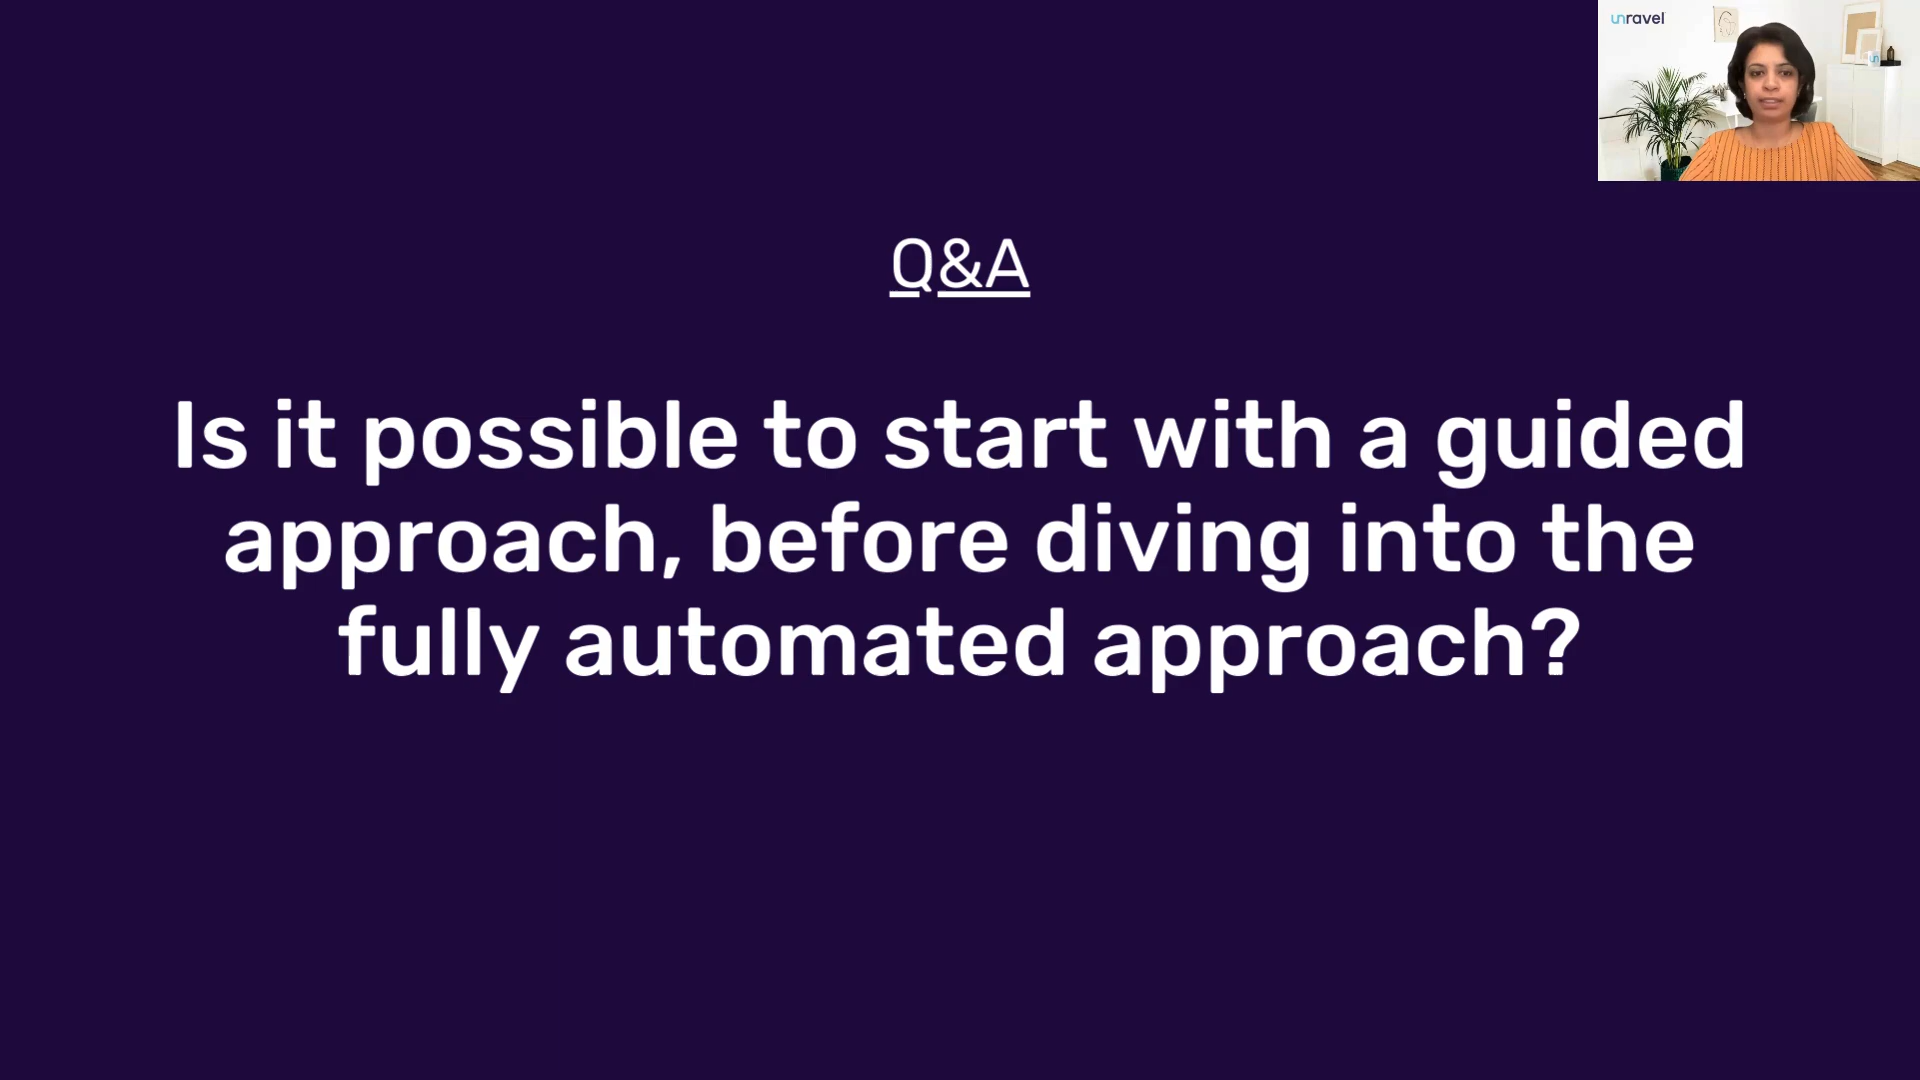 unravel
Q&A
Is it possible to start with a guided
approach, before diving into the
fully automated approach?